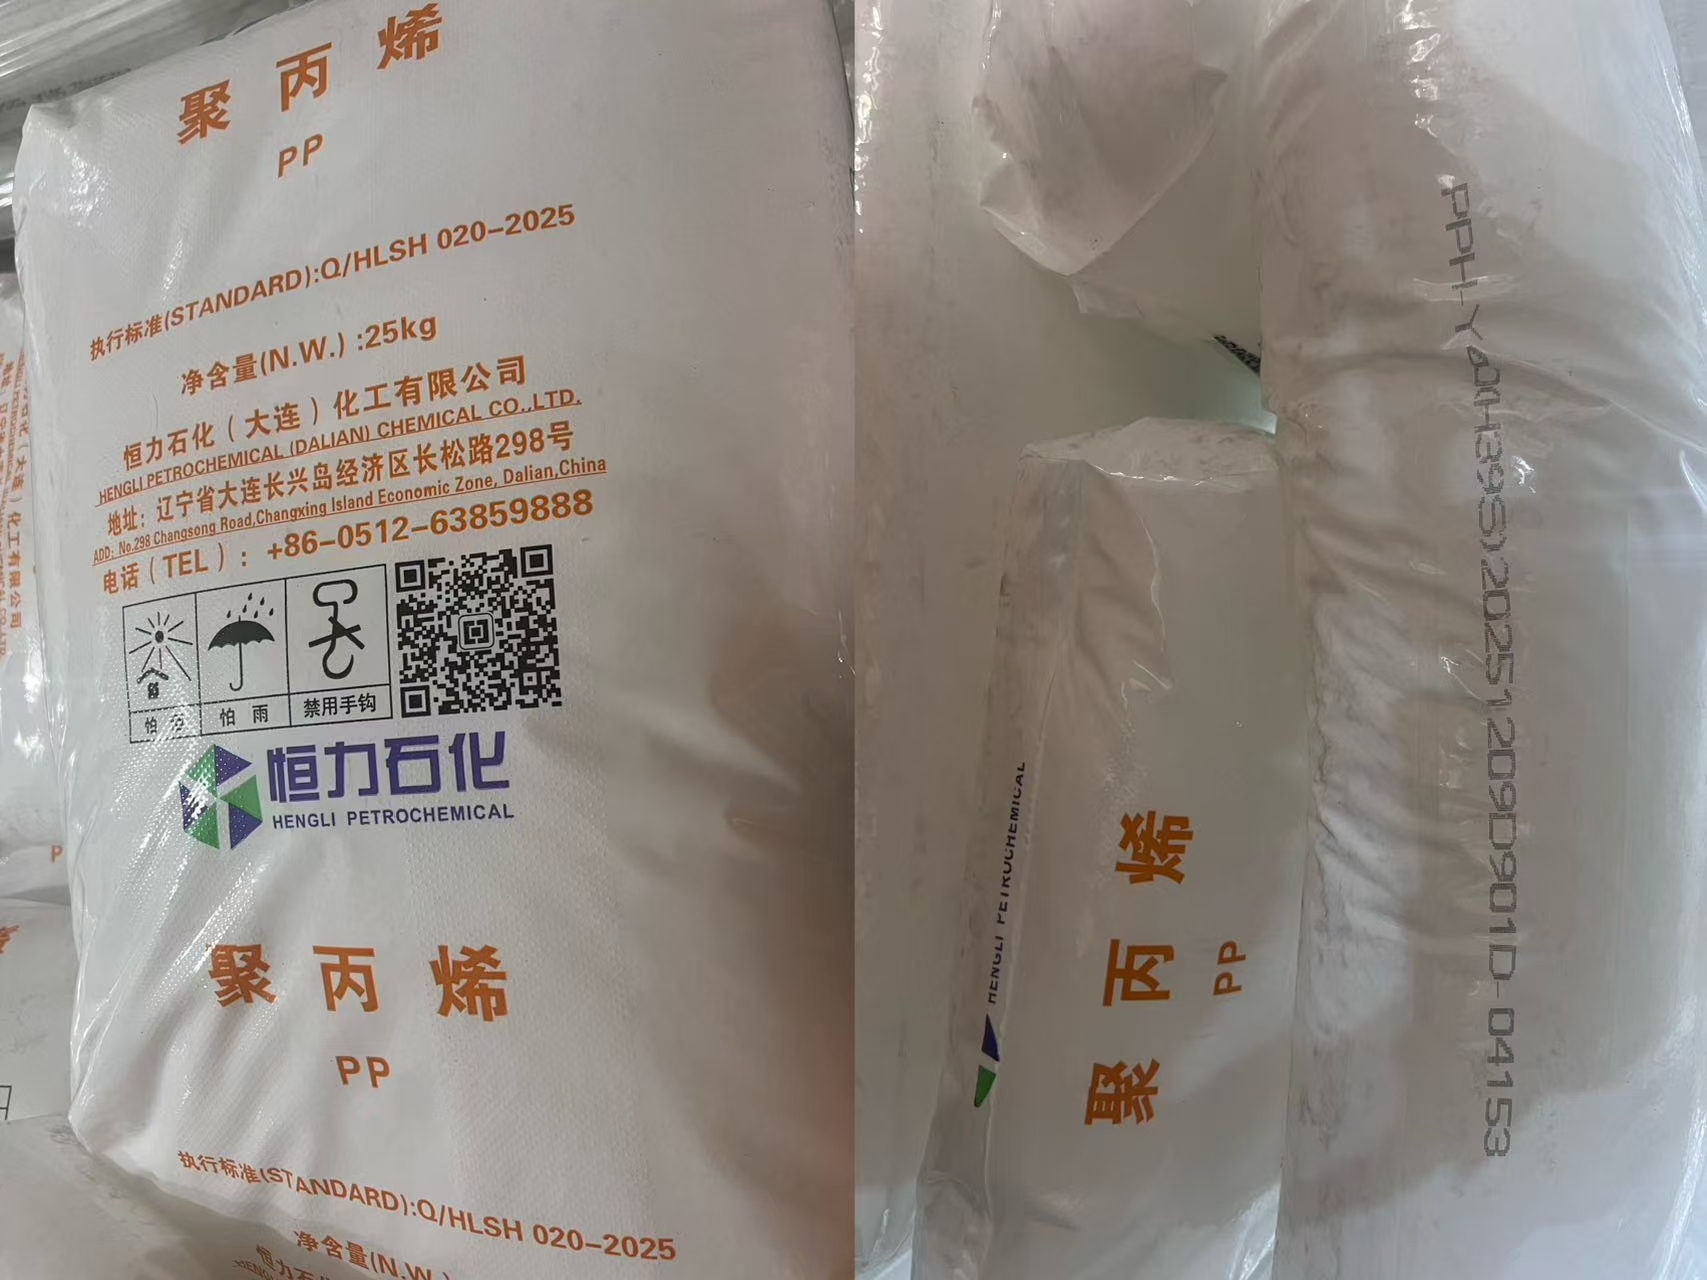 聚丙烯
PP
执行标准(STANDARD):Q/HLSH 020-2025
净含量(N.W.) :25kg
恒力石化（大连）化工有限公司
HENGLI PETROCHEMICAL (DALIAN) CHEMICAL CO.,LTD.
地址：辽宁省大连长兴岛经济区长松路298号
ADD: No.298 Changsong Road,Changxing Island Economic Zone, Dalian,China
电话（TEL）: +86-0512-63859888
怕雨
禁用手钩
恒力石化
HENGLI PETROCHEMICAL
聚丙烯
PP
执行标准(STANDARD):Q/HLSH 020-2025
净含量(N.W.
恒力石
HENGLI PETROCHEMICAL
聚丙烯
PP
20251209D901D-04153